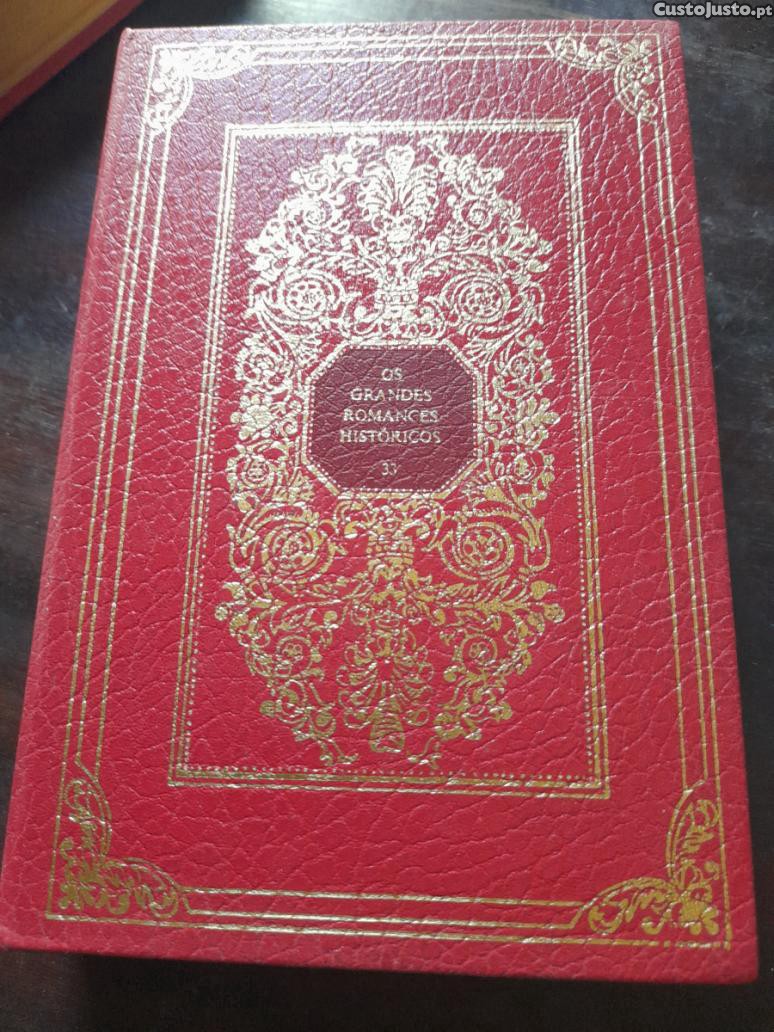 CustoJusto.pt
OS
GRANDES
ROMANCES
HISTÓRICOS
33